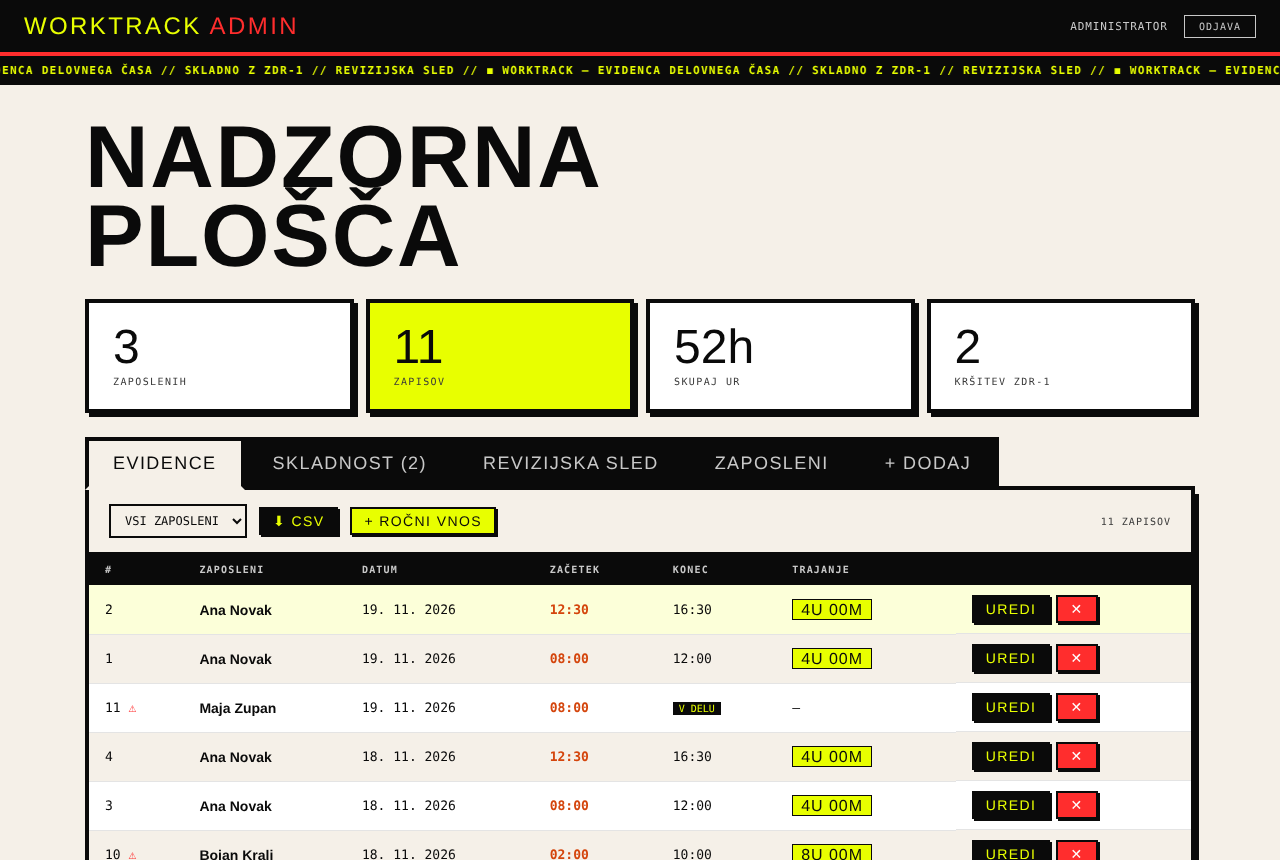 WORKTRACK ADMIN
ADMINISTRATOR ODJAVA
DENCA DELOVNEGA ČASA // SKLADNO Z ZDR-1 // REVIZIJSKA SLED // ■ WORKTRACK — EVIDENCA DELOVNEGA ČASA // SKLADNO Z ZDR-1 // REVIZIJSKA SLED // ■ WORKTRACK — EVIDENC
NADZORNA
PLOŠČA
3
ZAPOSLENIH
11
ZAPISOV
52h
SKUPAJ UR
2
KRŠITEV ZDR-1
EVIDENCE SKLADNOST (2) REVIZIJSKA SLED ZAPOSLENI + DODAJ
VSI ZAPOSLENI ⬇ CSV + ROČNI VNOS 11 ZAPISOV
# ZAPOSLENI DATUM ZAČETEK KONEC TRAJANJE
2 Ana Novak 19. 11. 2026 12:30 16:30 4U 00M UREDI ✕
1 Ana Novak 19. 11. 2026 08:00 12:00 4U 00M UREDI ✕
11 ⚠ Maja Zupan 19. 11. 2026 08:00 V DELU — UREDI ✕
4 Ana Novak 18. 11. 2026 12:30 16:30 4U 00M UREDI ✕
3 Ana Novak 18. 11. 2026 08:00 12:00 4U 00M UREDI ✕
10 ⚠ Bojan Kralj 18. 11. 2026 02:00 10:00 8U 00M UREDI ✕